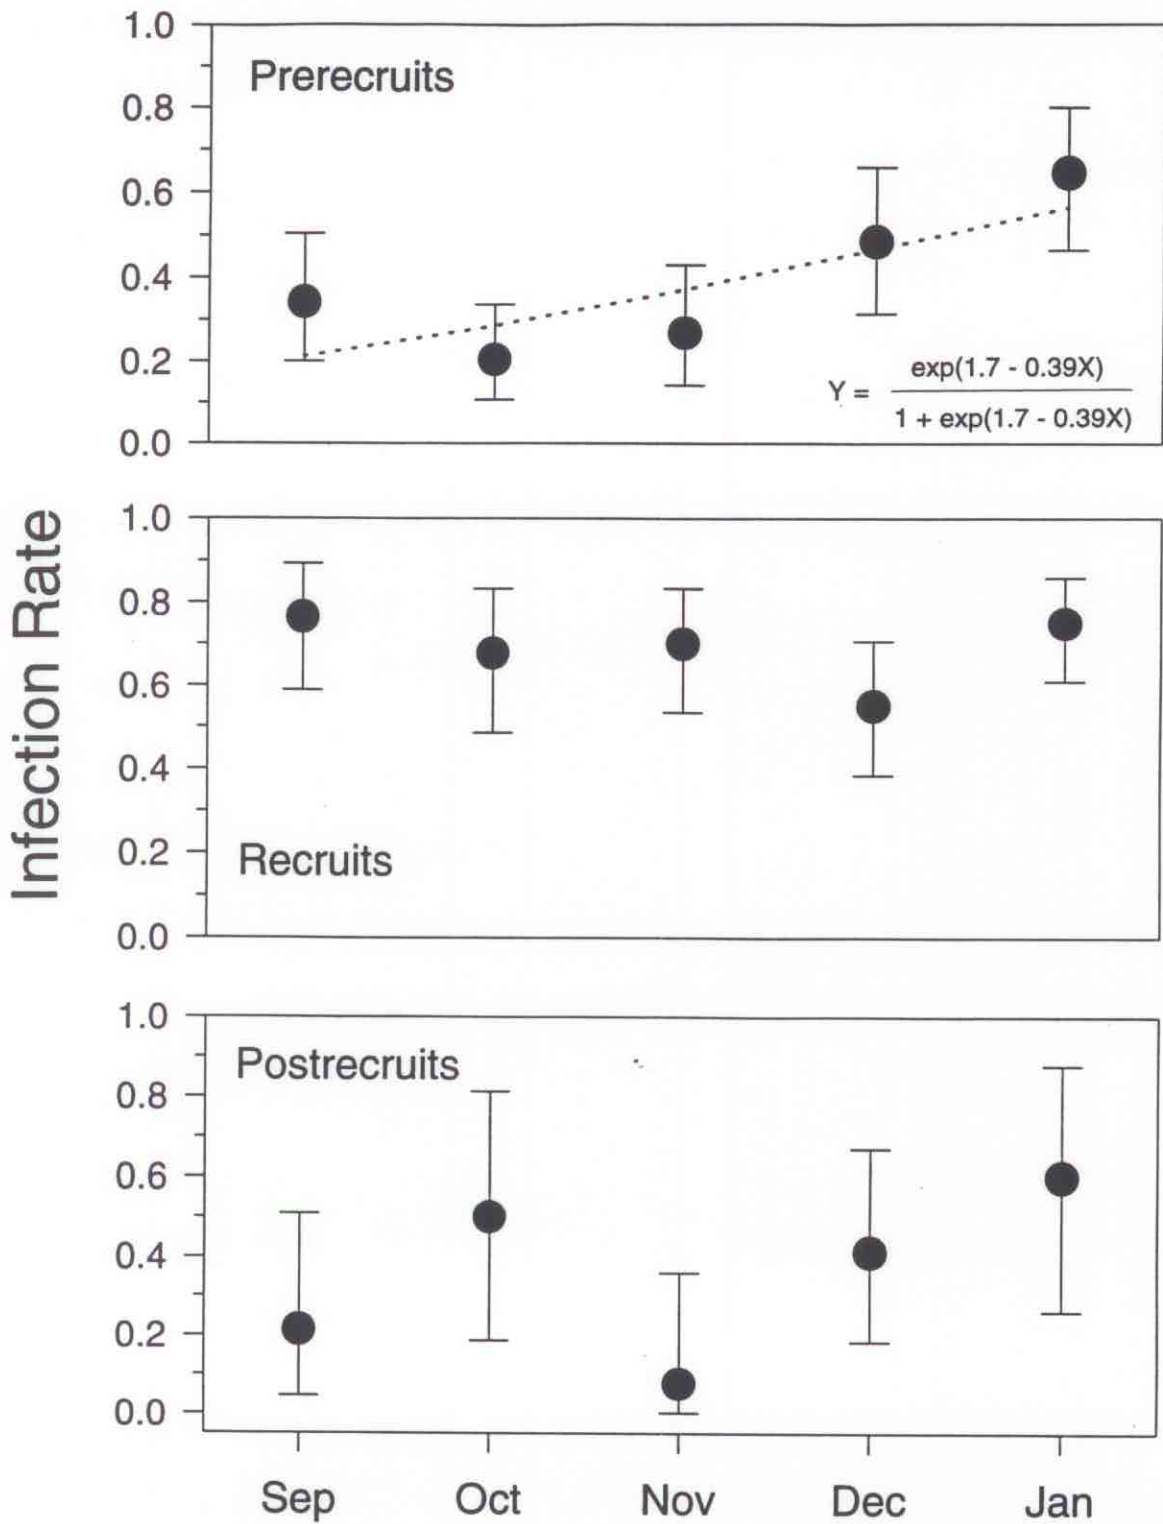 Infection Rate
1.0
0.8
0.6
0.4
0.2
0.0
Prerecruits
Y =
exp(1.7 - 0.39X)
1 + exp(1.7 - 0.39X)
1.0
0.8
0.6
0.4
0.2
0.0
Recruits
1.0
0.8
0.6
0.4
0.2
0.0
Postrecruits
Sep Oct Nov Dec Jan